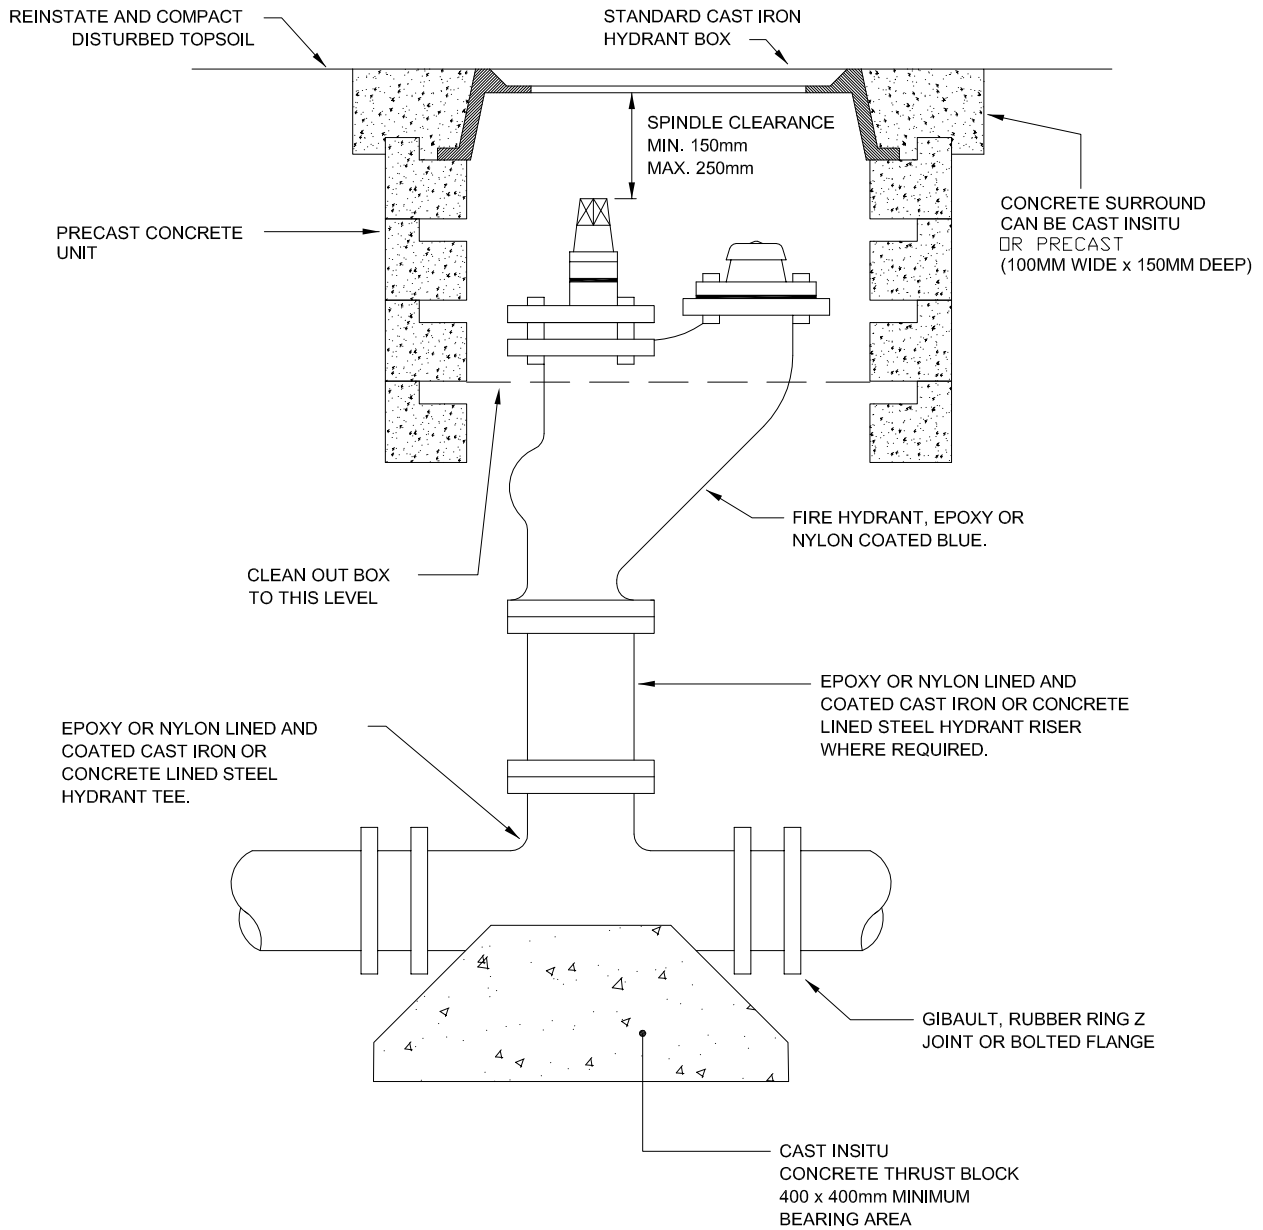 REINSTATE AND COMPACT
DISTURBED TOPSOIL
STANDARD CAST IRON
HYDRANT BOX
SPINDLE CLEARANCE
MIN. 150mm
MAX. 250mm
PRECAST CONCRETE
UNIT
CONCRETE SURROUND
CAN BE CAST INSITU
OR PRECAST
(100MM WIDE x 150MM DEEP)
FIRE HYDRANT, EPOXY OR
NYLON COATED BLUE.
CLEAN OUT BOX
TO THIS LEVEL
EPOXY OR NYLON LINED AND
COATED CAST IRON OR CONCRETE
LINED STEEL HYDRANT RISER
WHERE REQUIRED.
EPOXY OR NYLON LINED AND
COATED CAST IRON OR
CONCRETE LINED STEEL
HYDRANT TEE.
GIBAULT, RUBBER RING Z
JOINT OR BOLTED FLANGE
CAST INSITU
CONCRETE THRUST BLOCK
400 x 400mm MINIMUM
BEARING AREA